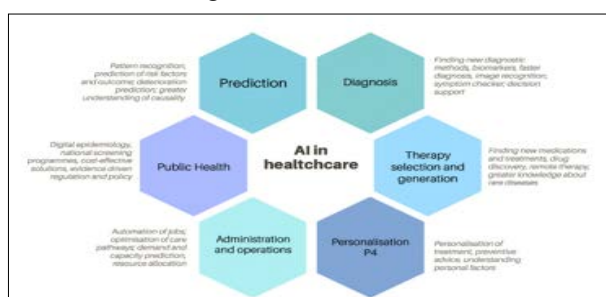 Pattern recognition,
prediction of risk factors
and outcome; deterioration
prediction; greater
understanding of causality
Prediction
Diagnosis
Finding new diagnostic
methods, biomarkers, faster
diagnosis, image recognition;
symptom checker; decision
support
Digital epidemiology,
national screening
programmes, cost-effective
solutions, evidence driven
regulation and policy
Public Health
AI in
healtchcare
Therapy
selection and
generation
Finding new medications
and treatments, drug
discovery, remote therapy;
greater knowledge about
rare diseases
Automation of jobs;
optimisation of care
pathways; demand and
capacity prediction,
resource allocation
Administration
and operations
Personalisation
P4
Personalisation of
treatment, preventive
advice; understanding
personal factors